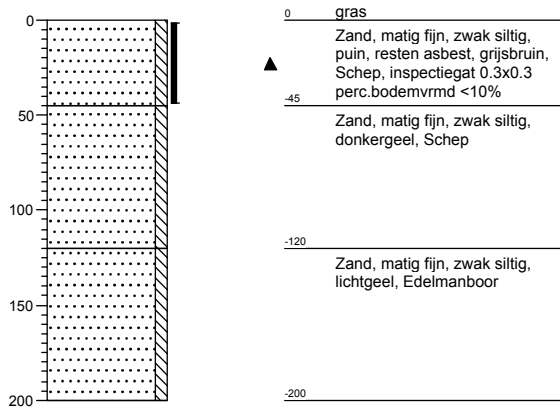 0
50
100
150
200
0
gras
Zand, matig fijn, zwak siltig,
puin, resten asbest, grijsbruin,
Schep, inspectiegat 0.3x0.3
perc.bodemvrmd <10%
-45
Zand, matig fijn, zwak siltig,
donkergeel, Schep
-120
Zand, matig fijn, zwak siltig,
lichtgeel, Edelmanboor
-200